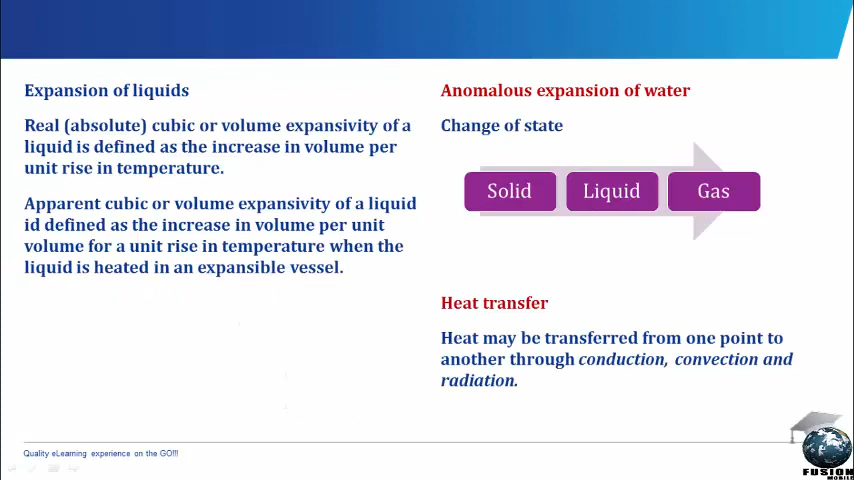 Expansion of liquids
Real (absolute) cubic or volume expansivity of a
liquid is defined as the increase in volume per
unit rise in temperature.
Apparent cubic or volume expansivity of a liquid
id defined as the increase in volume per unit
volume for a unit rise in temperature when the
liquid is heated in an expansible vessel.
Anomalous expansion of water
Change of state
Solid
Liquid
Gas
Heat transfer
Heat may be transferred from one point to
another through conduction, convection and
radiation.
Quality eLearning experience on the GO!!!
FUSION
MOBILE